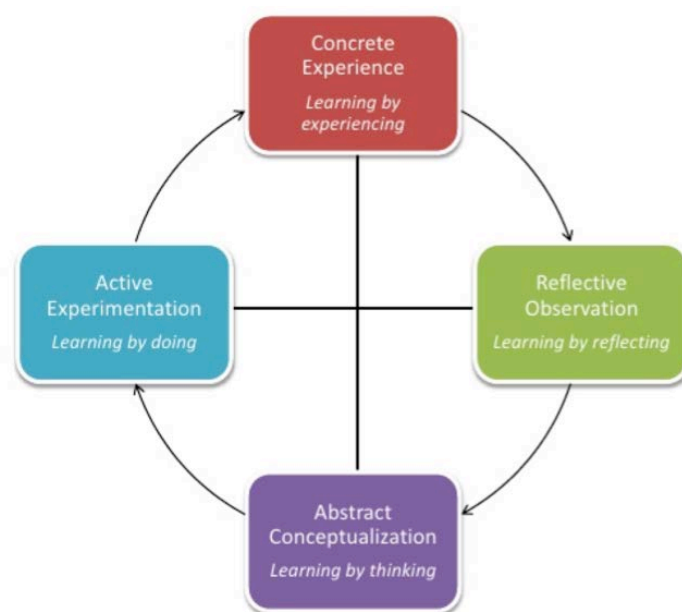 Concrete
Experience
Learning by
experiencing
Active
Experimentation
Learning by doing
Reflective
Observation
Learning by reflecting
Abstract
Conceptualization
Learning by thinking